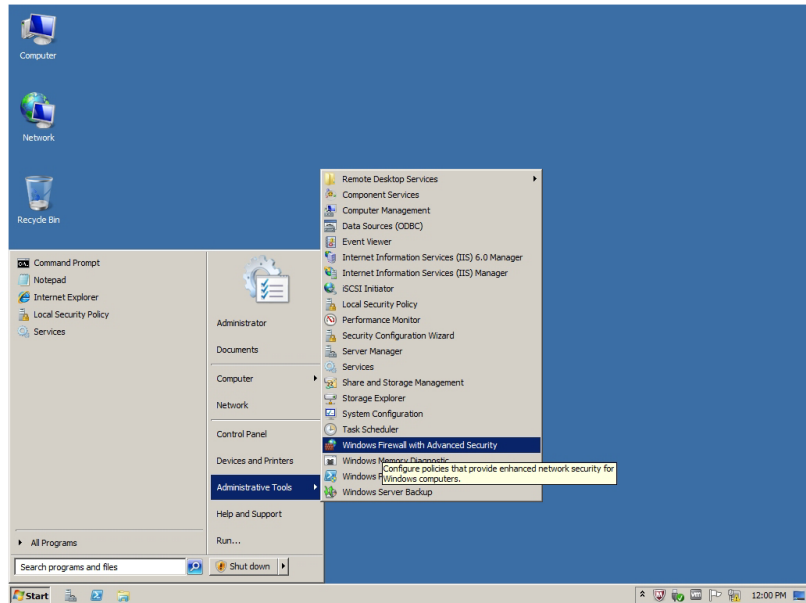 Computer
Network
Recycle Bin
Command Prompt
Notepad
Internet Explorer
Local Security Policy
Services
All Programs
Search programs and files
Administrator
Documents
Computer
Network
Control Panel
Devices and Printers
Administrative Tools
Help and Support
Run...
Shut down
Remote Desktop Services
Component Services
Computer Management
Data Sources (ODBC)
Event Viewer
Internet Information Services (IIS) 6.0 Manager
Internet Information Services (IIS) Manager
iSCSI Initiator
Local Security Policy
Performance Monitor
Security Configuration Wizard
Server Manager
Services
Share and Storage Management
Storage Explorer
System Configuration
Task Scheduler
Windows Firewall with Advanced Security
Windows Memory Diagnostic
Configure policies that provide enhanced network security for
Windows computers.
Windows
Windows Server Backup
Start
12:00 PM